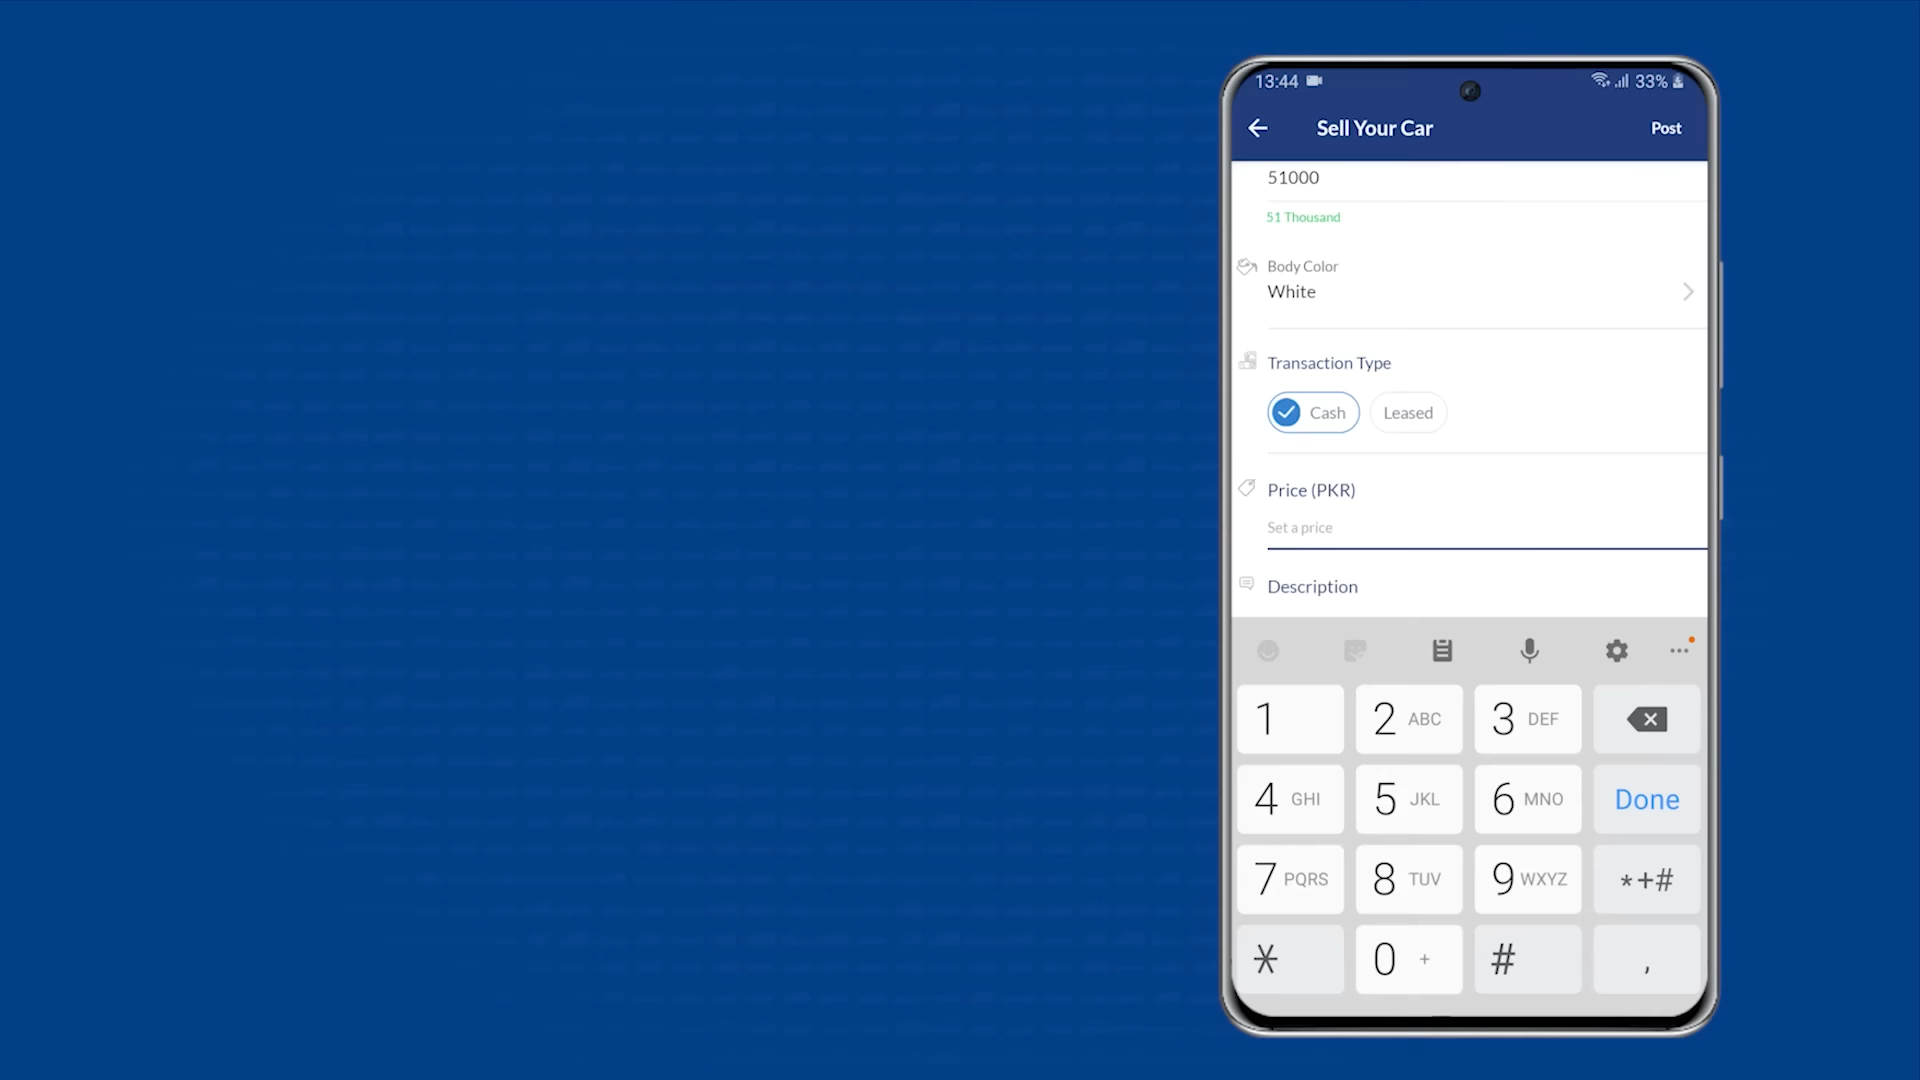 13:44 33%
Sell Your Car Post
51000
51 Thousand
Body Color
White
Transaction Type
Cash Leased
Price (PKR)
Set a price
Description
1 2 ABC 3 DEF
4 GHI 5 JKL 6 MNO Done
7 PQRS 8 TUV 9 WXYZ *+#
* 0 + # ,